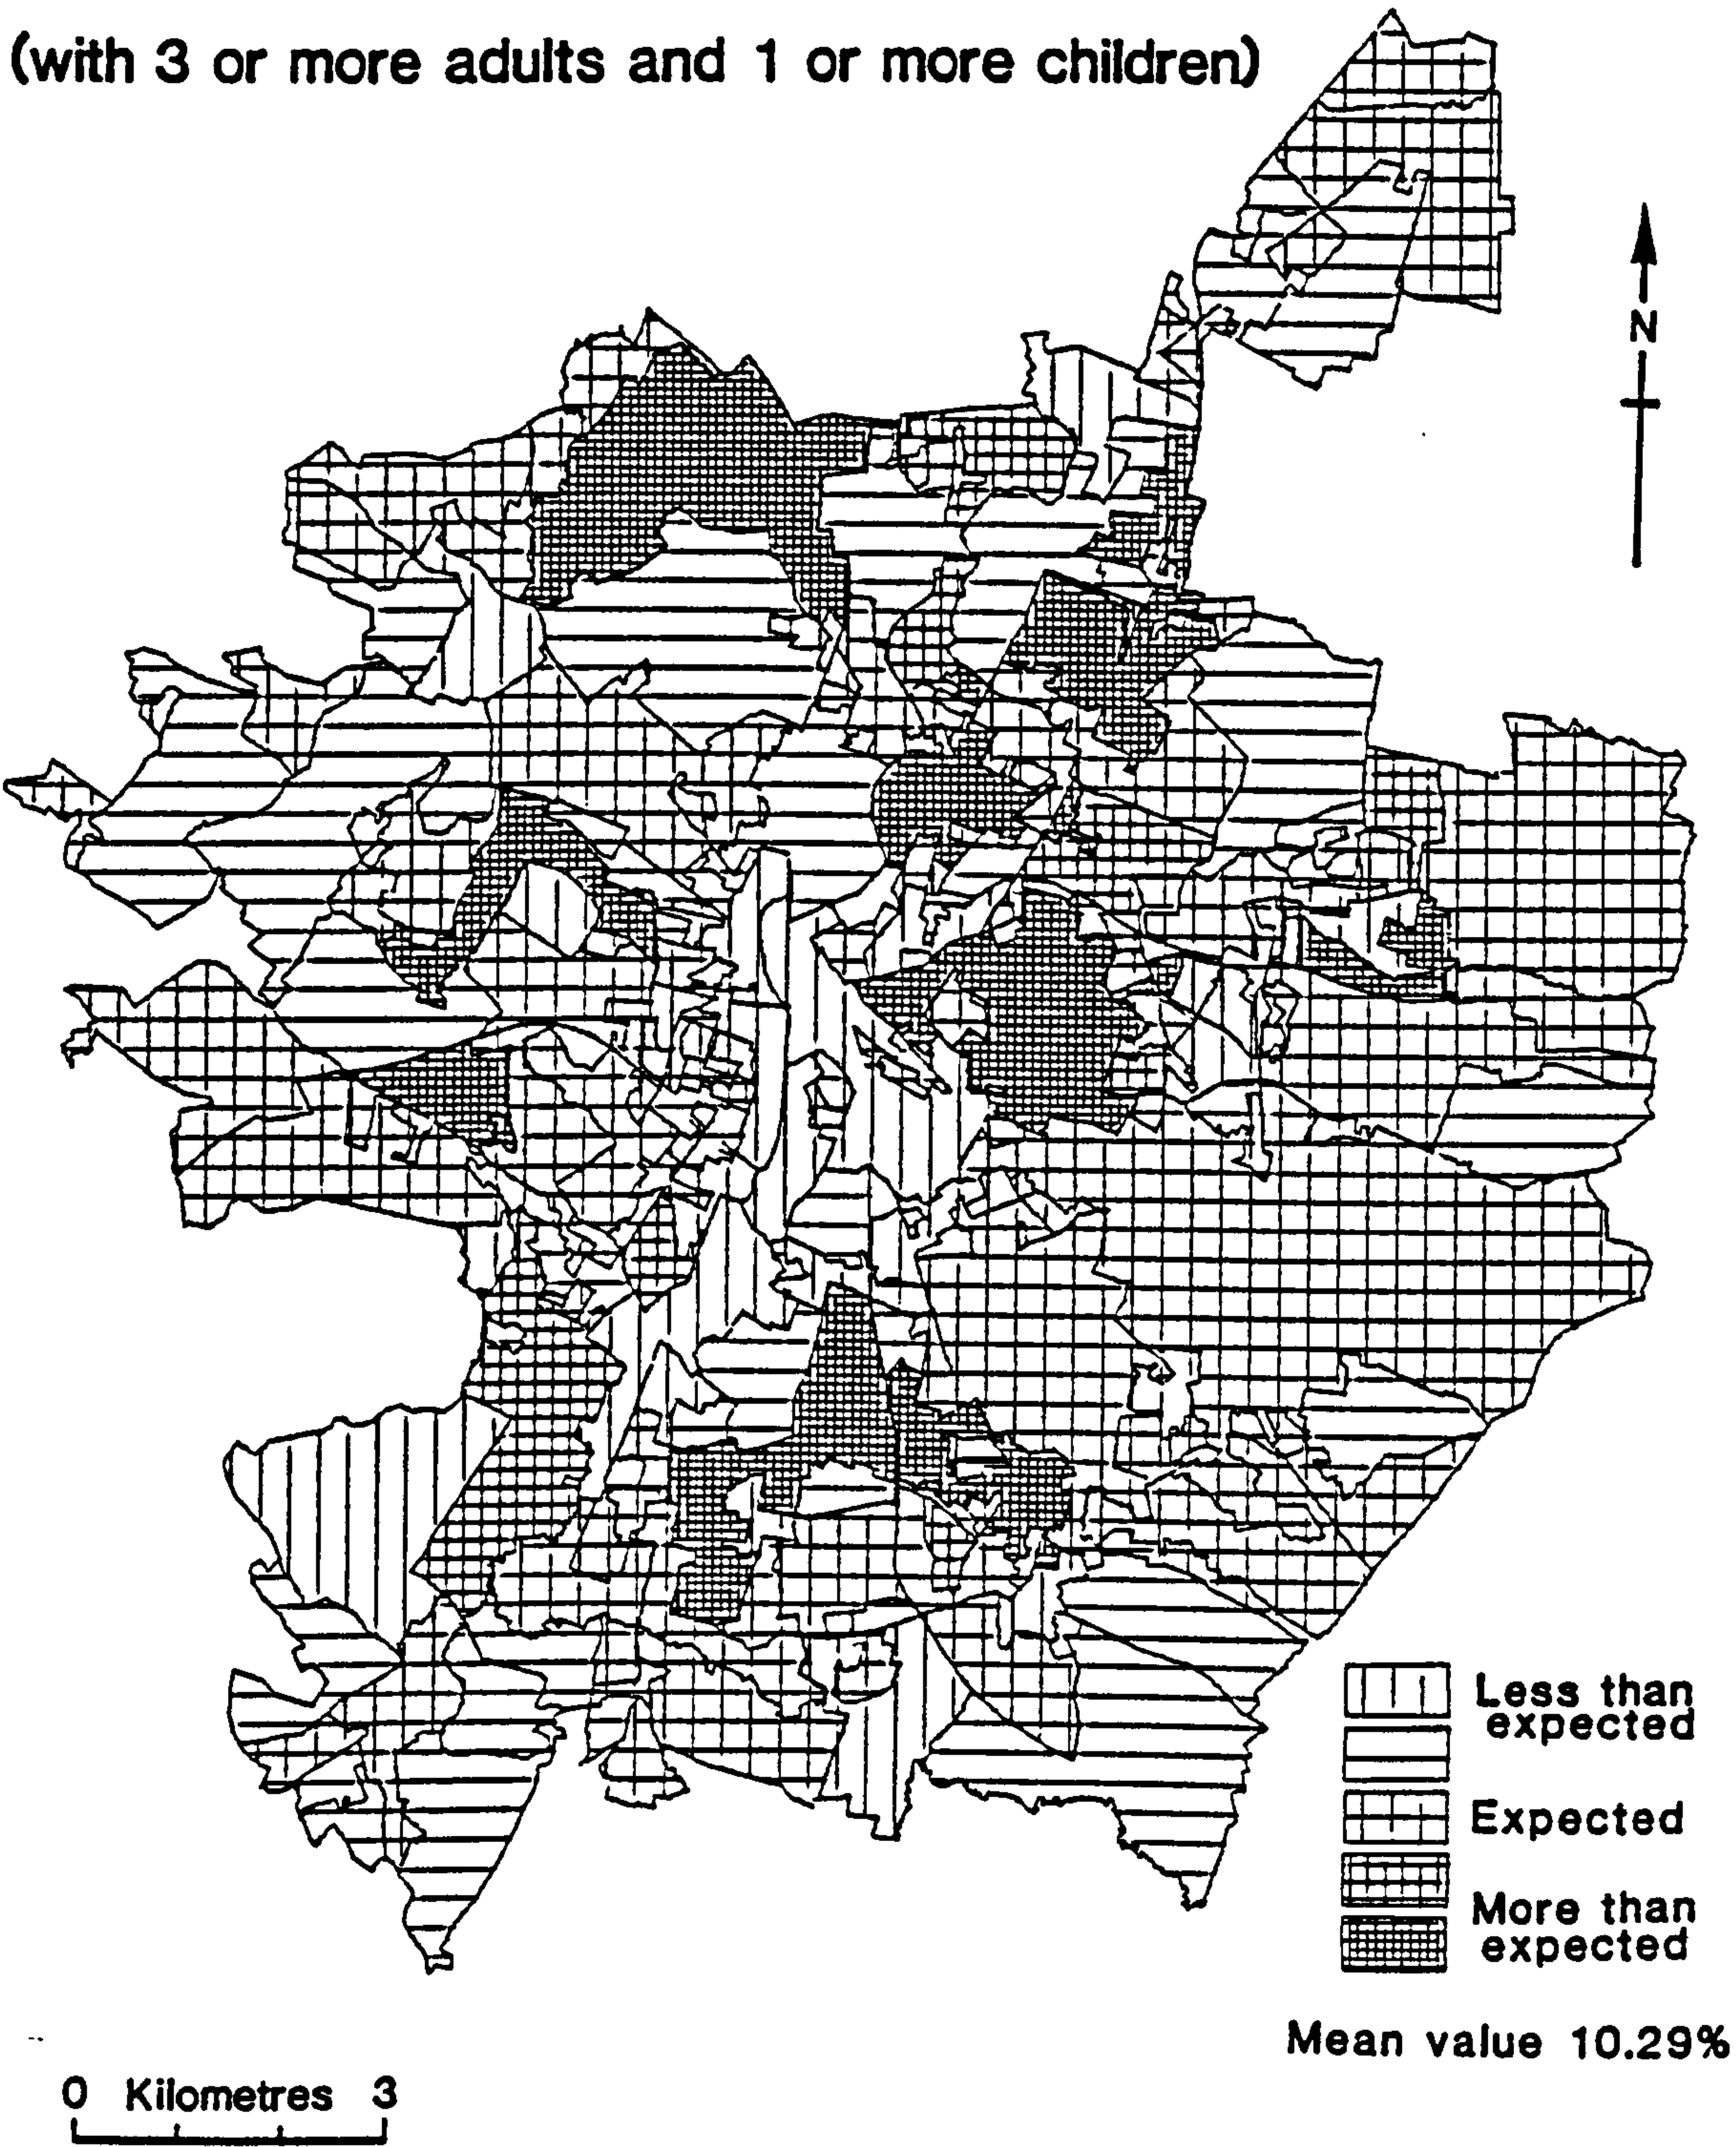 (with 3 or more adults and 1 or more children)
N
Less than
expected
Expected
More than
expected
Mean value 10.29%
0 Kilometres 3